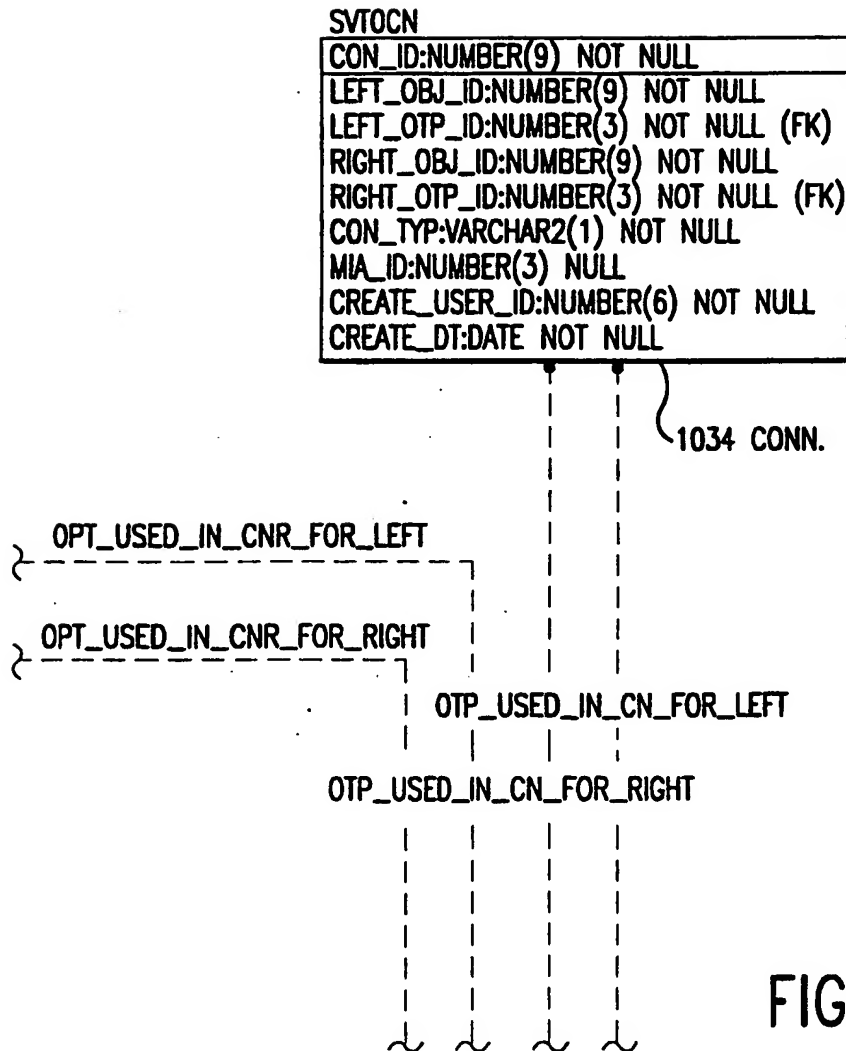 SVTOCN
CON_ID:NUMBER(9) NOT NULL
LEFT_OBJ_ID:NUMBER(9) NOT NULL
LEFT_OTP_ID:NUMBER(3) NOT NULL (FK)
RIGHT_OBJ_ID:NUMBER(9) NOT NULL
RIGHT_OTP_ID:NUMBER(3) NOT NULL (FK)
CON_TYP:VARCHAR2(1) NOT NULL
MIA_ID:NUMBER(3) NULL
CREATE_USER_ID:NUMBER(6) NOT NULL
CREATE_DT:DATE NOT NULL
1034 CONN.
OPT_USED_IN_CNR_FOR_LEFT
OPT_USED_IN_CNR_FOR_RIGHT
OTP_USED_IN_CN_FOR_LEFT
OTP_USED_IN_CN_FOR_RIGHT
FIG